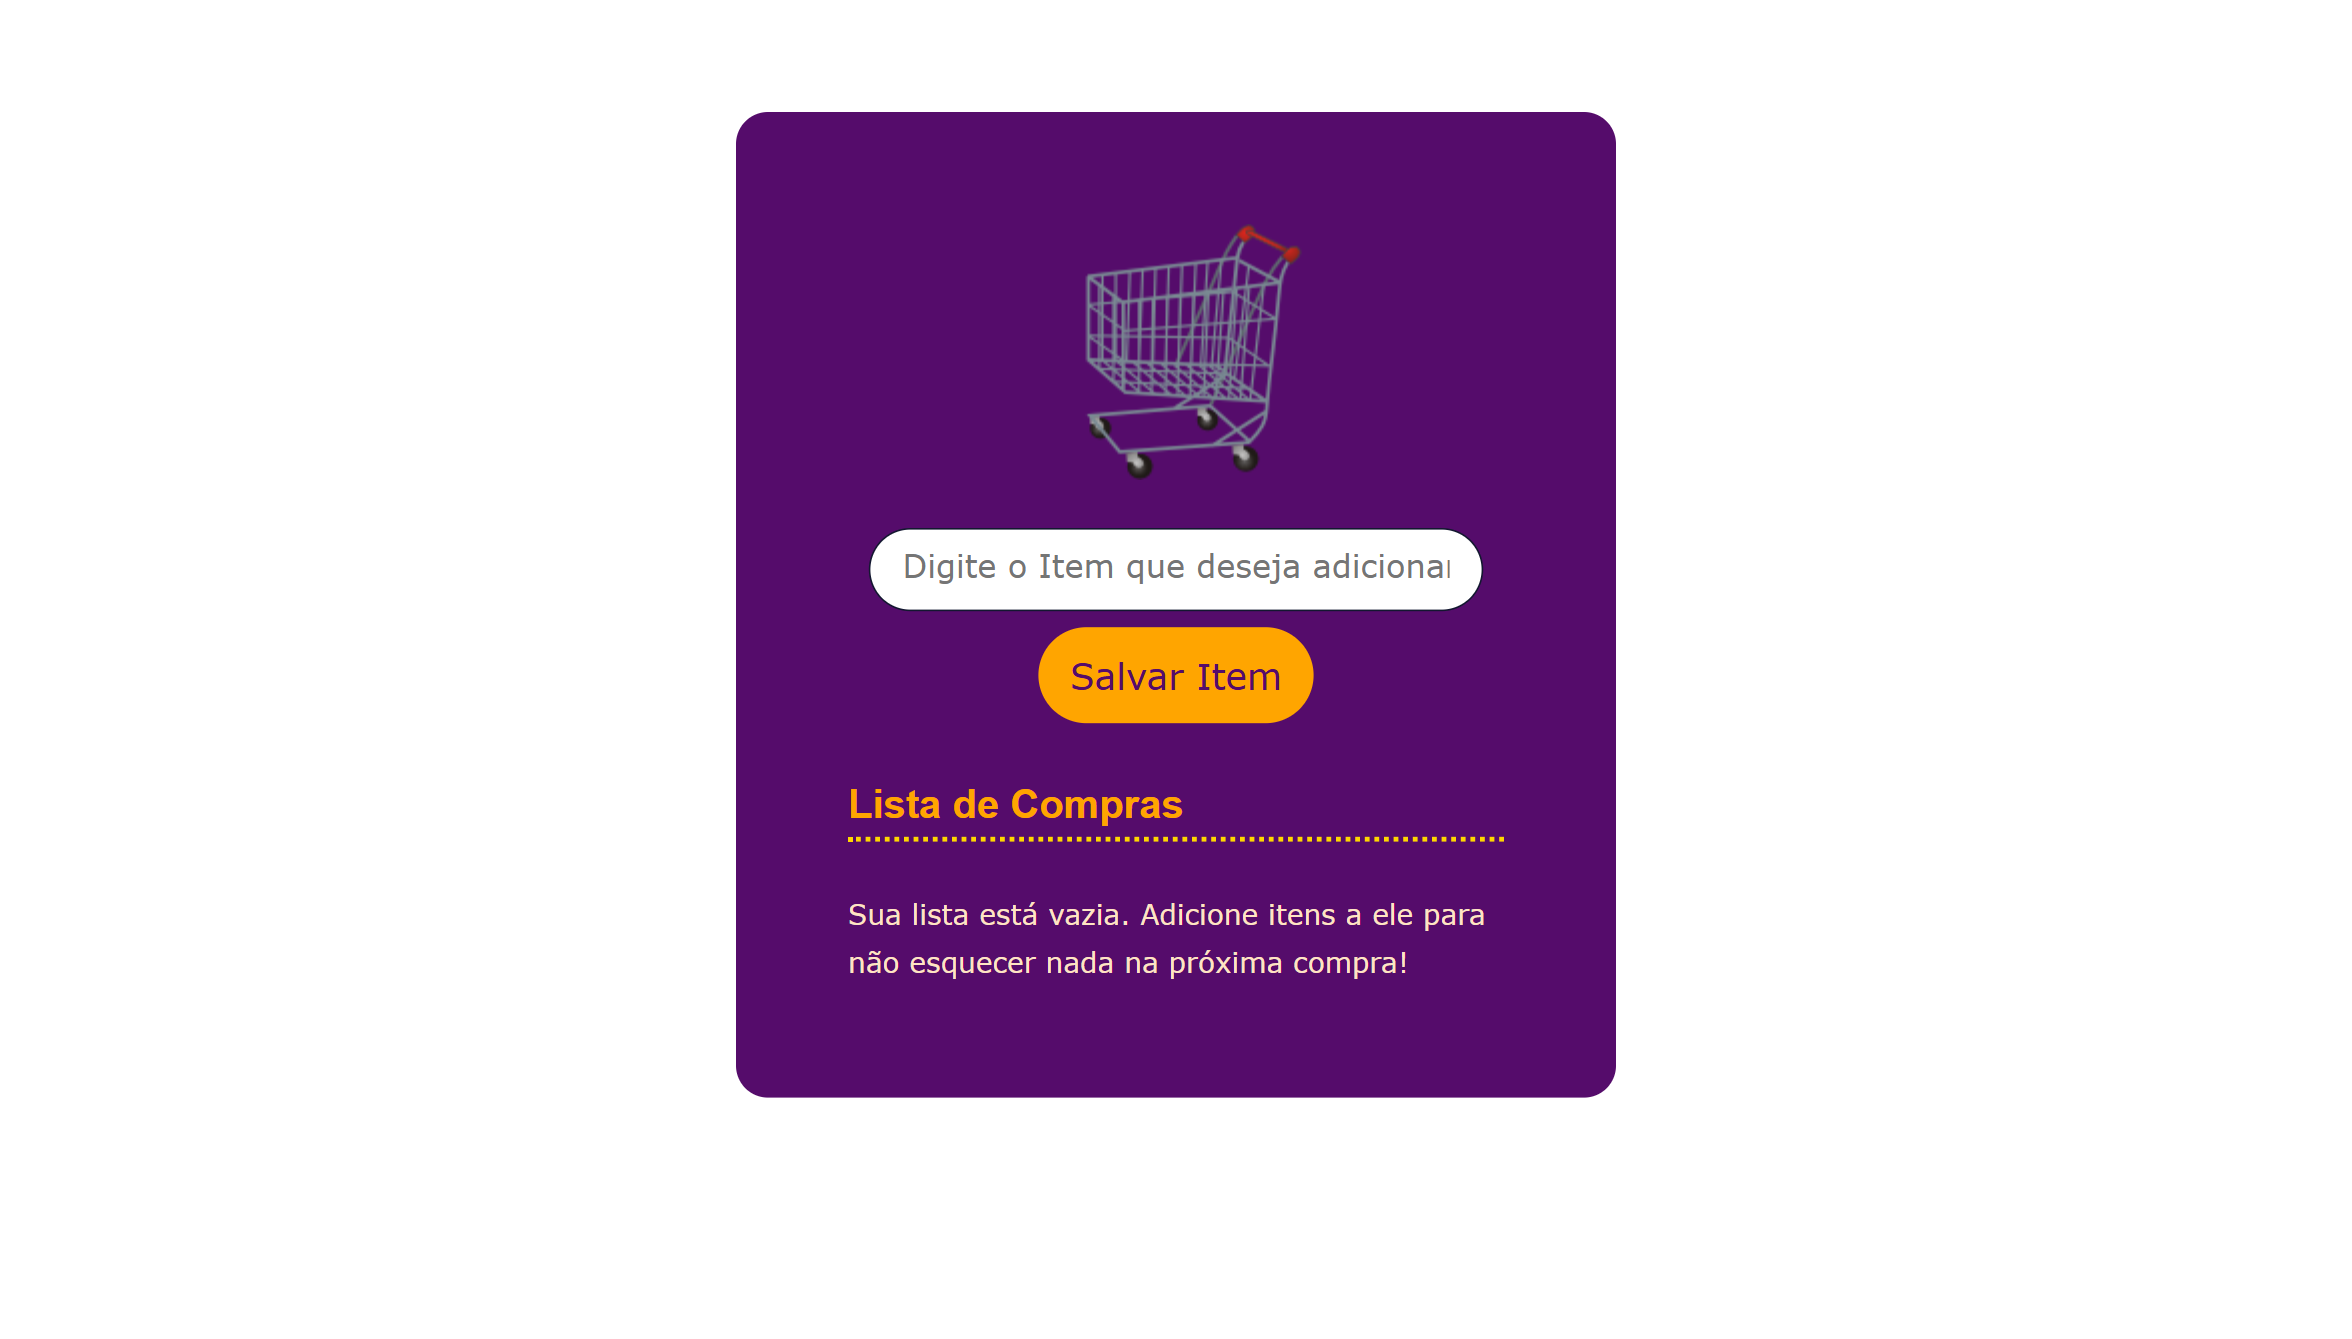 Digite o Item que deseja adicionar
Salvar Item
Lista de Compras
Sua lista está vazia. Adicione itens a ele para
não esquecer nada na próxima compra!